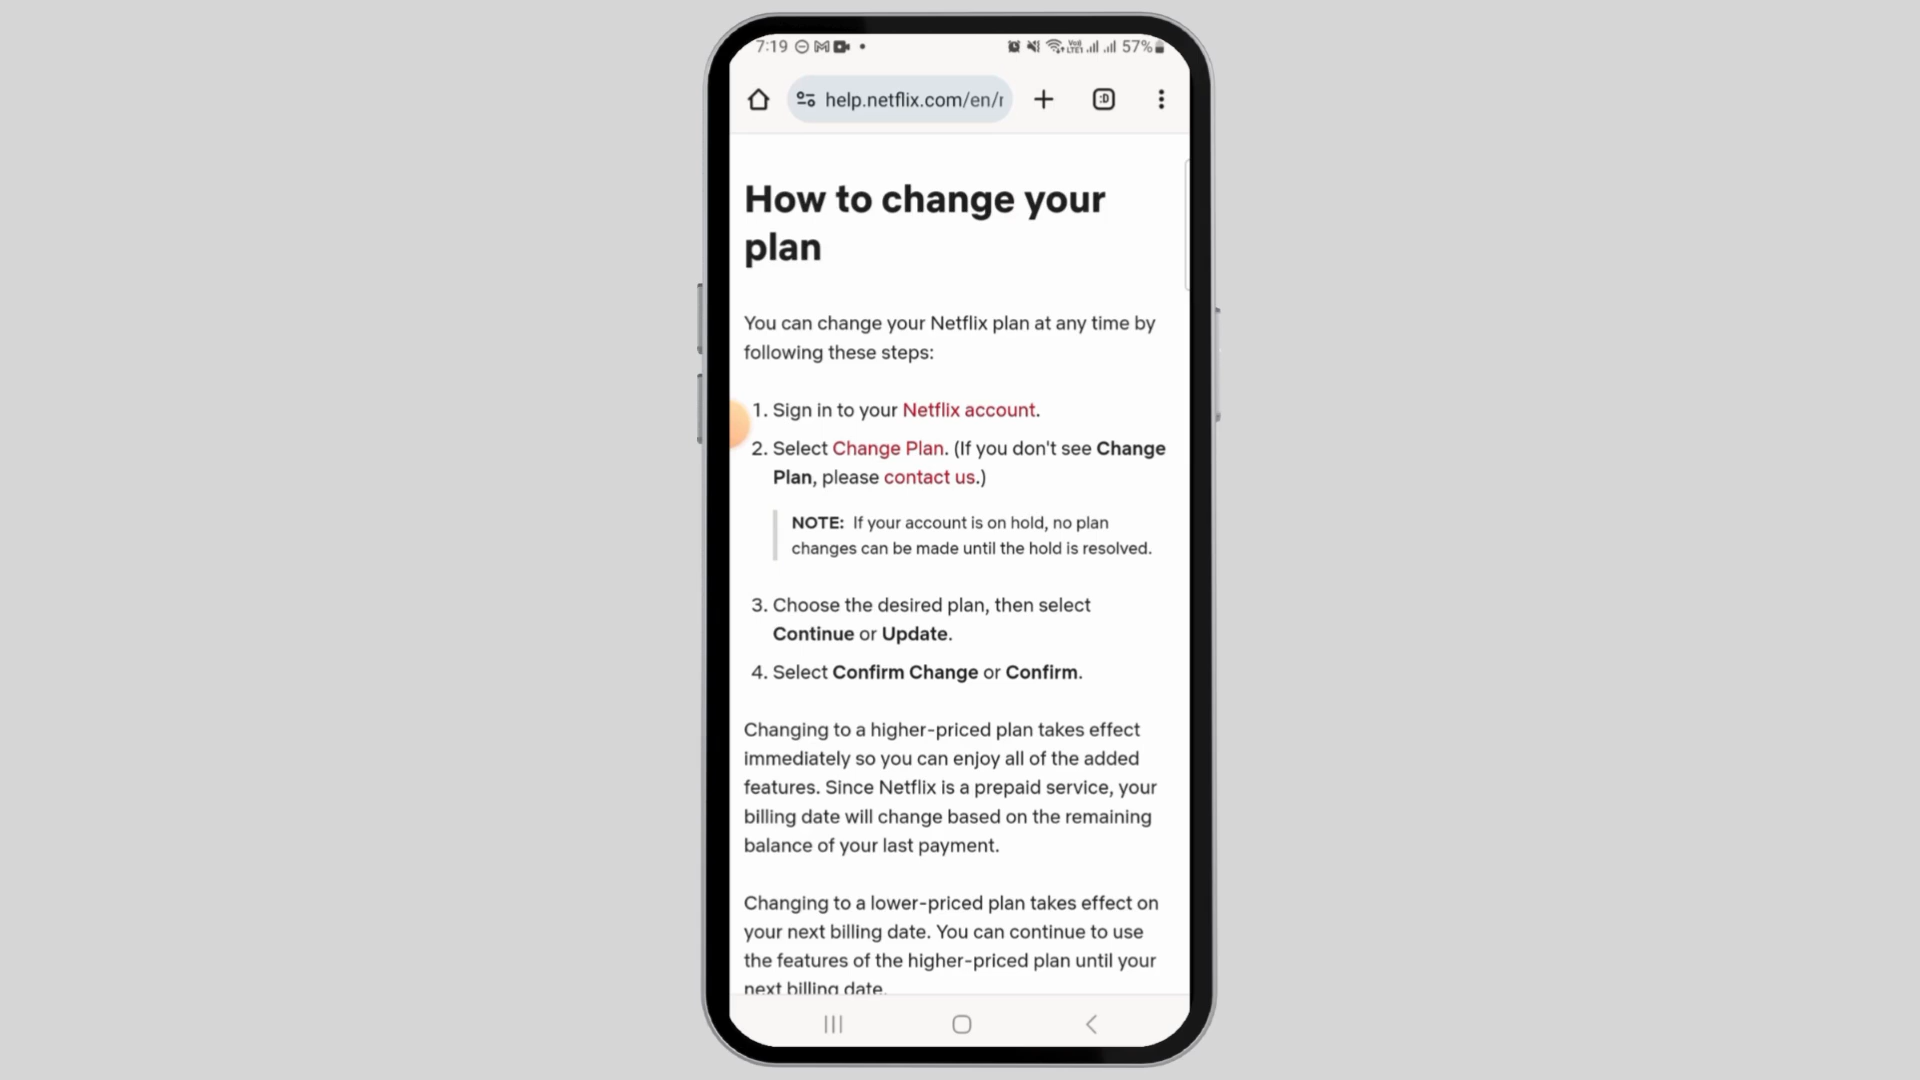 7:19
57%
help.netflix.com/en/r
:D
How to change your
plan
You can change your Netflix plan at any time by
following these steps:
1. Sign in to your Netflix account.
2. Select Change Plan. (If you don't see Change
Plan, please contact us.)
NOTE: If your account is on hold, no plan
changes can be made until the hold is resolved.
3. Choose the desired plan, then select
Continue or Update.
4. Select Confirm Change or Confirm.
Changing to a higher-priced plan takes effect
immediately so you can enjoy all of the added
features. Since Netflix is a prepaid service, your
billing date will change based on the remaining
balance of your last payment.
Changing to a lower-priced plan takes effect on
your next billing date. You can continue to use
the features of the higher-priced plan until your
next billing date.